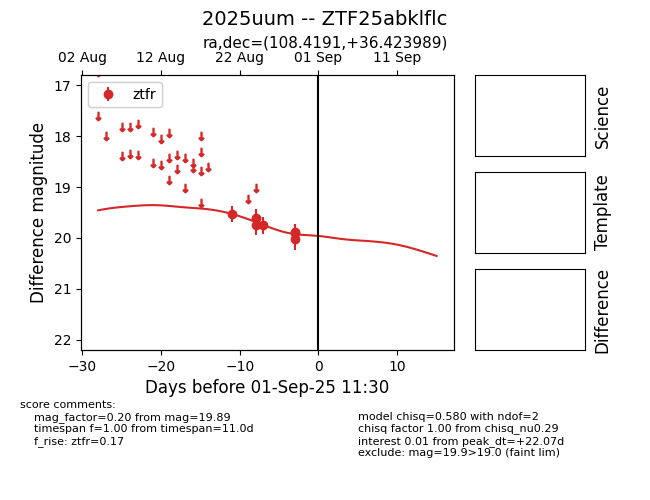 2025uum -- ZTF25abklflc
ra,dec=(108.4191,+36.423989)
02 Aug 12 Aug 22 Aug 01 Sep 11 Sep
ztfr
17
18
19
20
21
22
Difference magnitude
−30 −20 −10 0 10
Days before 01-Sep-25 11:30
Science
Template
Difference
score comments:
mag_factor=0.20 from mag=19.89
timespan f=1.00 from timespan=11.0d
f_rise: ztfr=0.17
model chisq=0.580 with ndof=2
chisq factor 1.00 from chisq_nu0.29
interest 0.01 from peak_dt=+22.07d
exclude: mag=19.9>19.0 (faint lim)